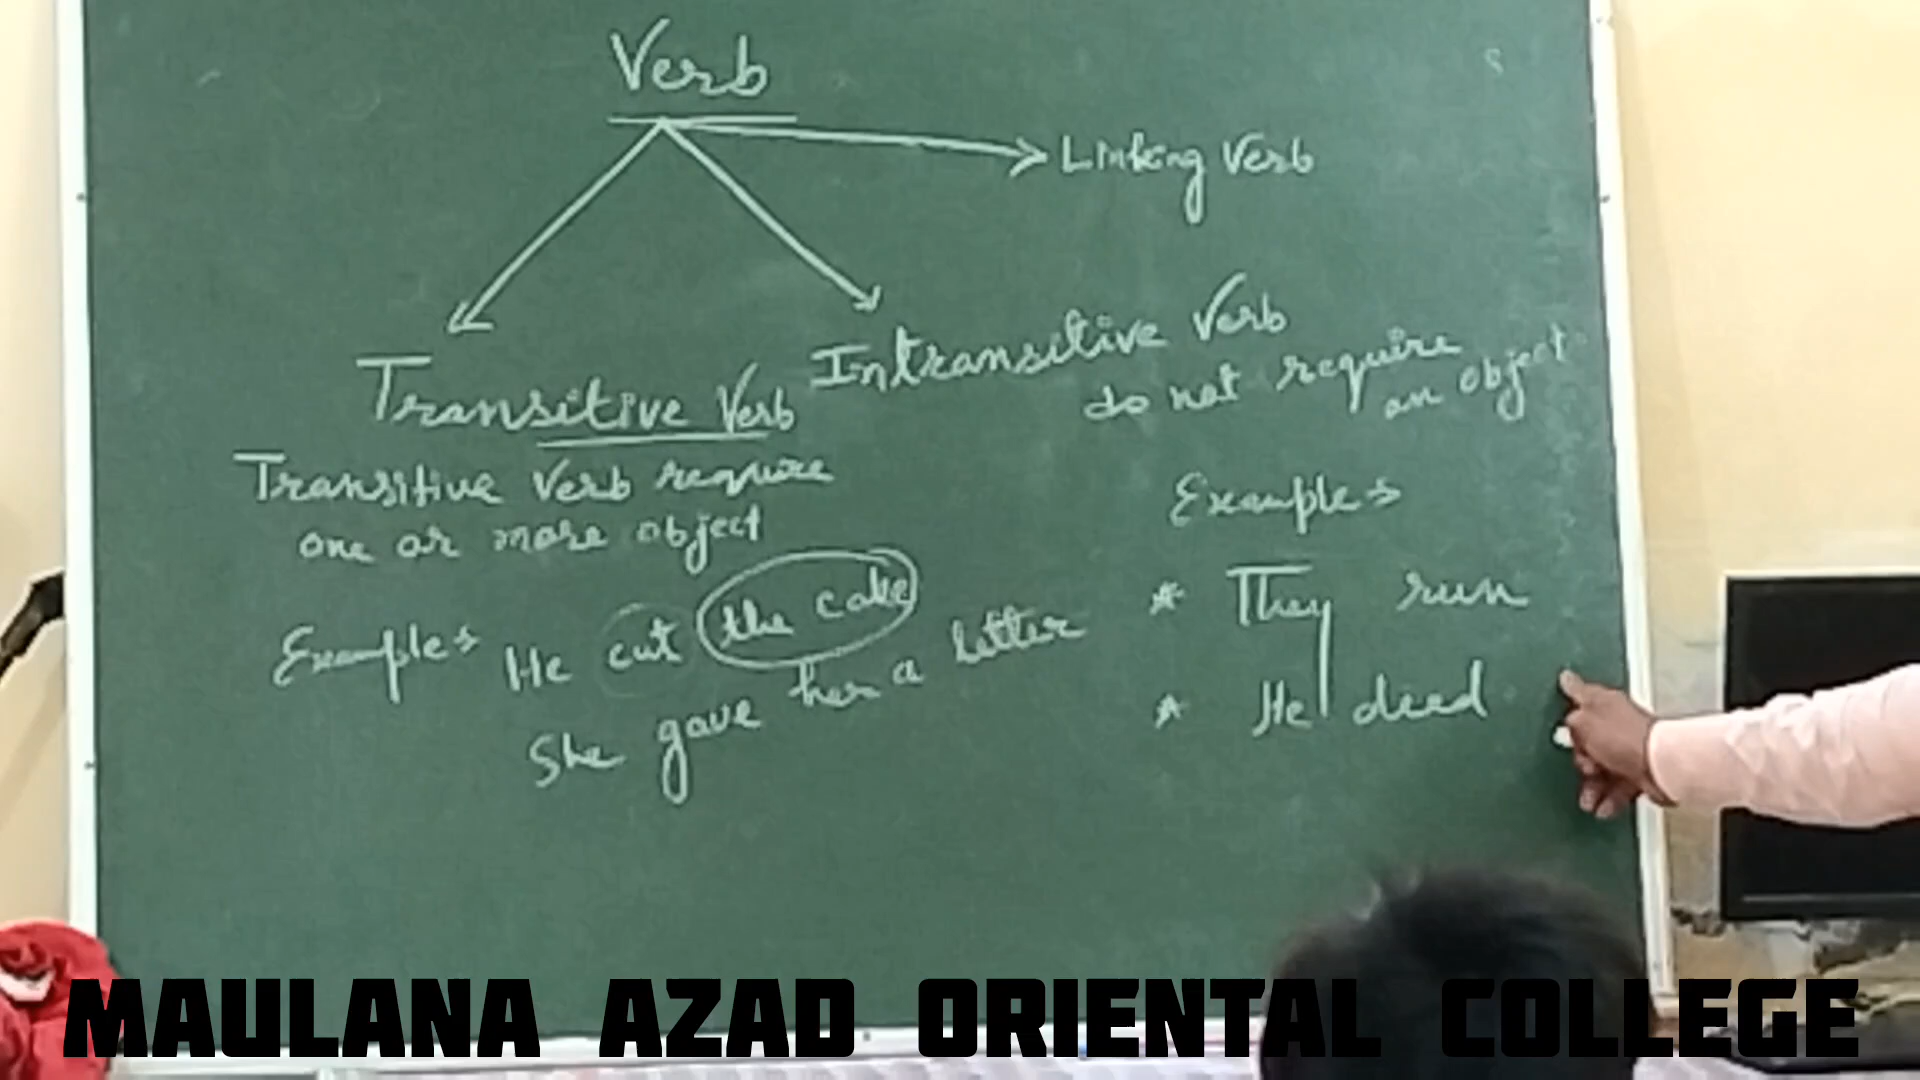 Verb
Linking Verb
Transitive Verb
Transitive Verb require
one or more object
Examples He cut the cake
She gave her a letter
Intransitive Verb
do not require
an object
Examples
* They run
* He died
MAULANA AZAD ORIENTAL COLLEGE